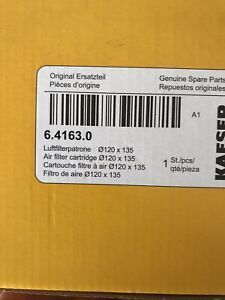 Original Ersatzteil
Pièces d'origine
Genuine Spare Parts
Repuestos originales
A1
6.4163.0
Luftfilterpatrone Ø120 x 135
Air filter cartridge Ø120 x 135
Cartouche filtre à air Ø120 x 135
Filtro de aire Ø120 x 135
1 St./pcs/
qté/pieza
KAESER